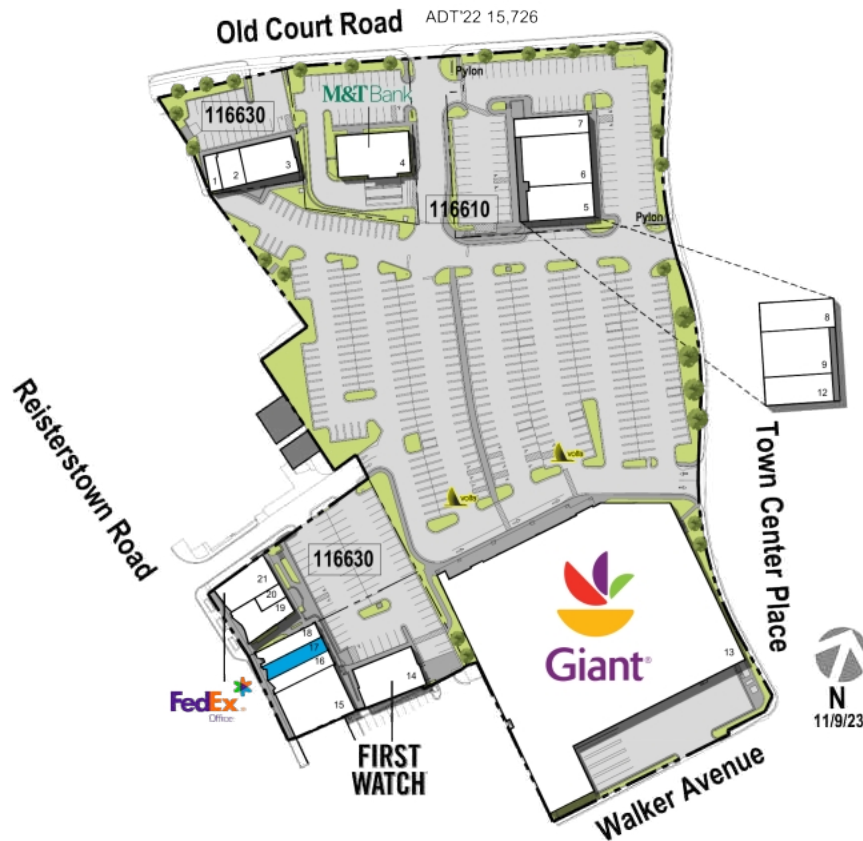 Old Court Road
ADT'22 15,726
Pylon
M&T Bank
116630
1
2
3
4
7
6
5
116610
Pylon
8
9
12
Reisterstown Road
Town Center Place
volta
volta
116630
21
20
19
18
17
16
15
14
13
Giant®
FedEx®
Office
FIRST
WATCH
N
11/9/23
Walker Avenue